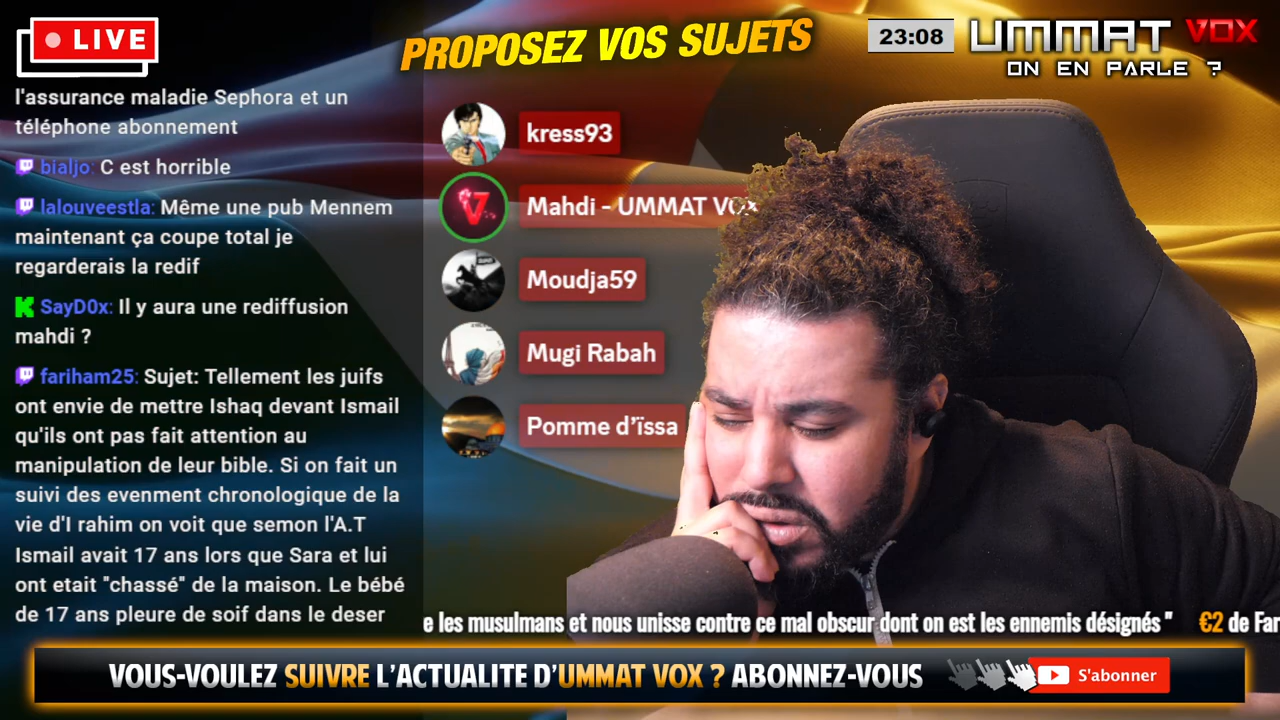 LIVE
PROPOSEZ VOS SUJETS
23:08
UMMAT VOX
ON EN PARLE ?
l'assurance maladie Sephora et un
téléphone abonnement
bialjo: C est horrible
lalouveestla: Même une pub Mennem
maintenant ça coupe total je
regarderais la redif
SayD0x: Il y aura une rediffusion
mahdi ?
fariham25: Sujet: Tellement les juifs
ont envie de mettre Ishaq devant Ismail
qu'ils ont pas fait attention au
manipulation de leur bible. Si on fait un
suivi des evenment chronologique de la
vie d'I rahim on voit que semon l'A.T
Ismail avait 17 ans lors que Sara et lui
ont etait "chassé" de la maison. Le bébé
de 17 ans pleure de soif dans le deser
kress93
Mahdi - UMMAT VOX
Moudja59
Mugi Rabah
Pomme d'ïssa
e les musulmans et nous unisse contre ce mal obscur dont on est les ennemis désignés " €2 de Far
VOUS-VOULEZ SUIVRE L'ACTUALITE D'UMMAT VOX ? ABONNEZ-VOUS
S'abonner